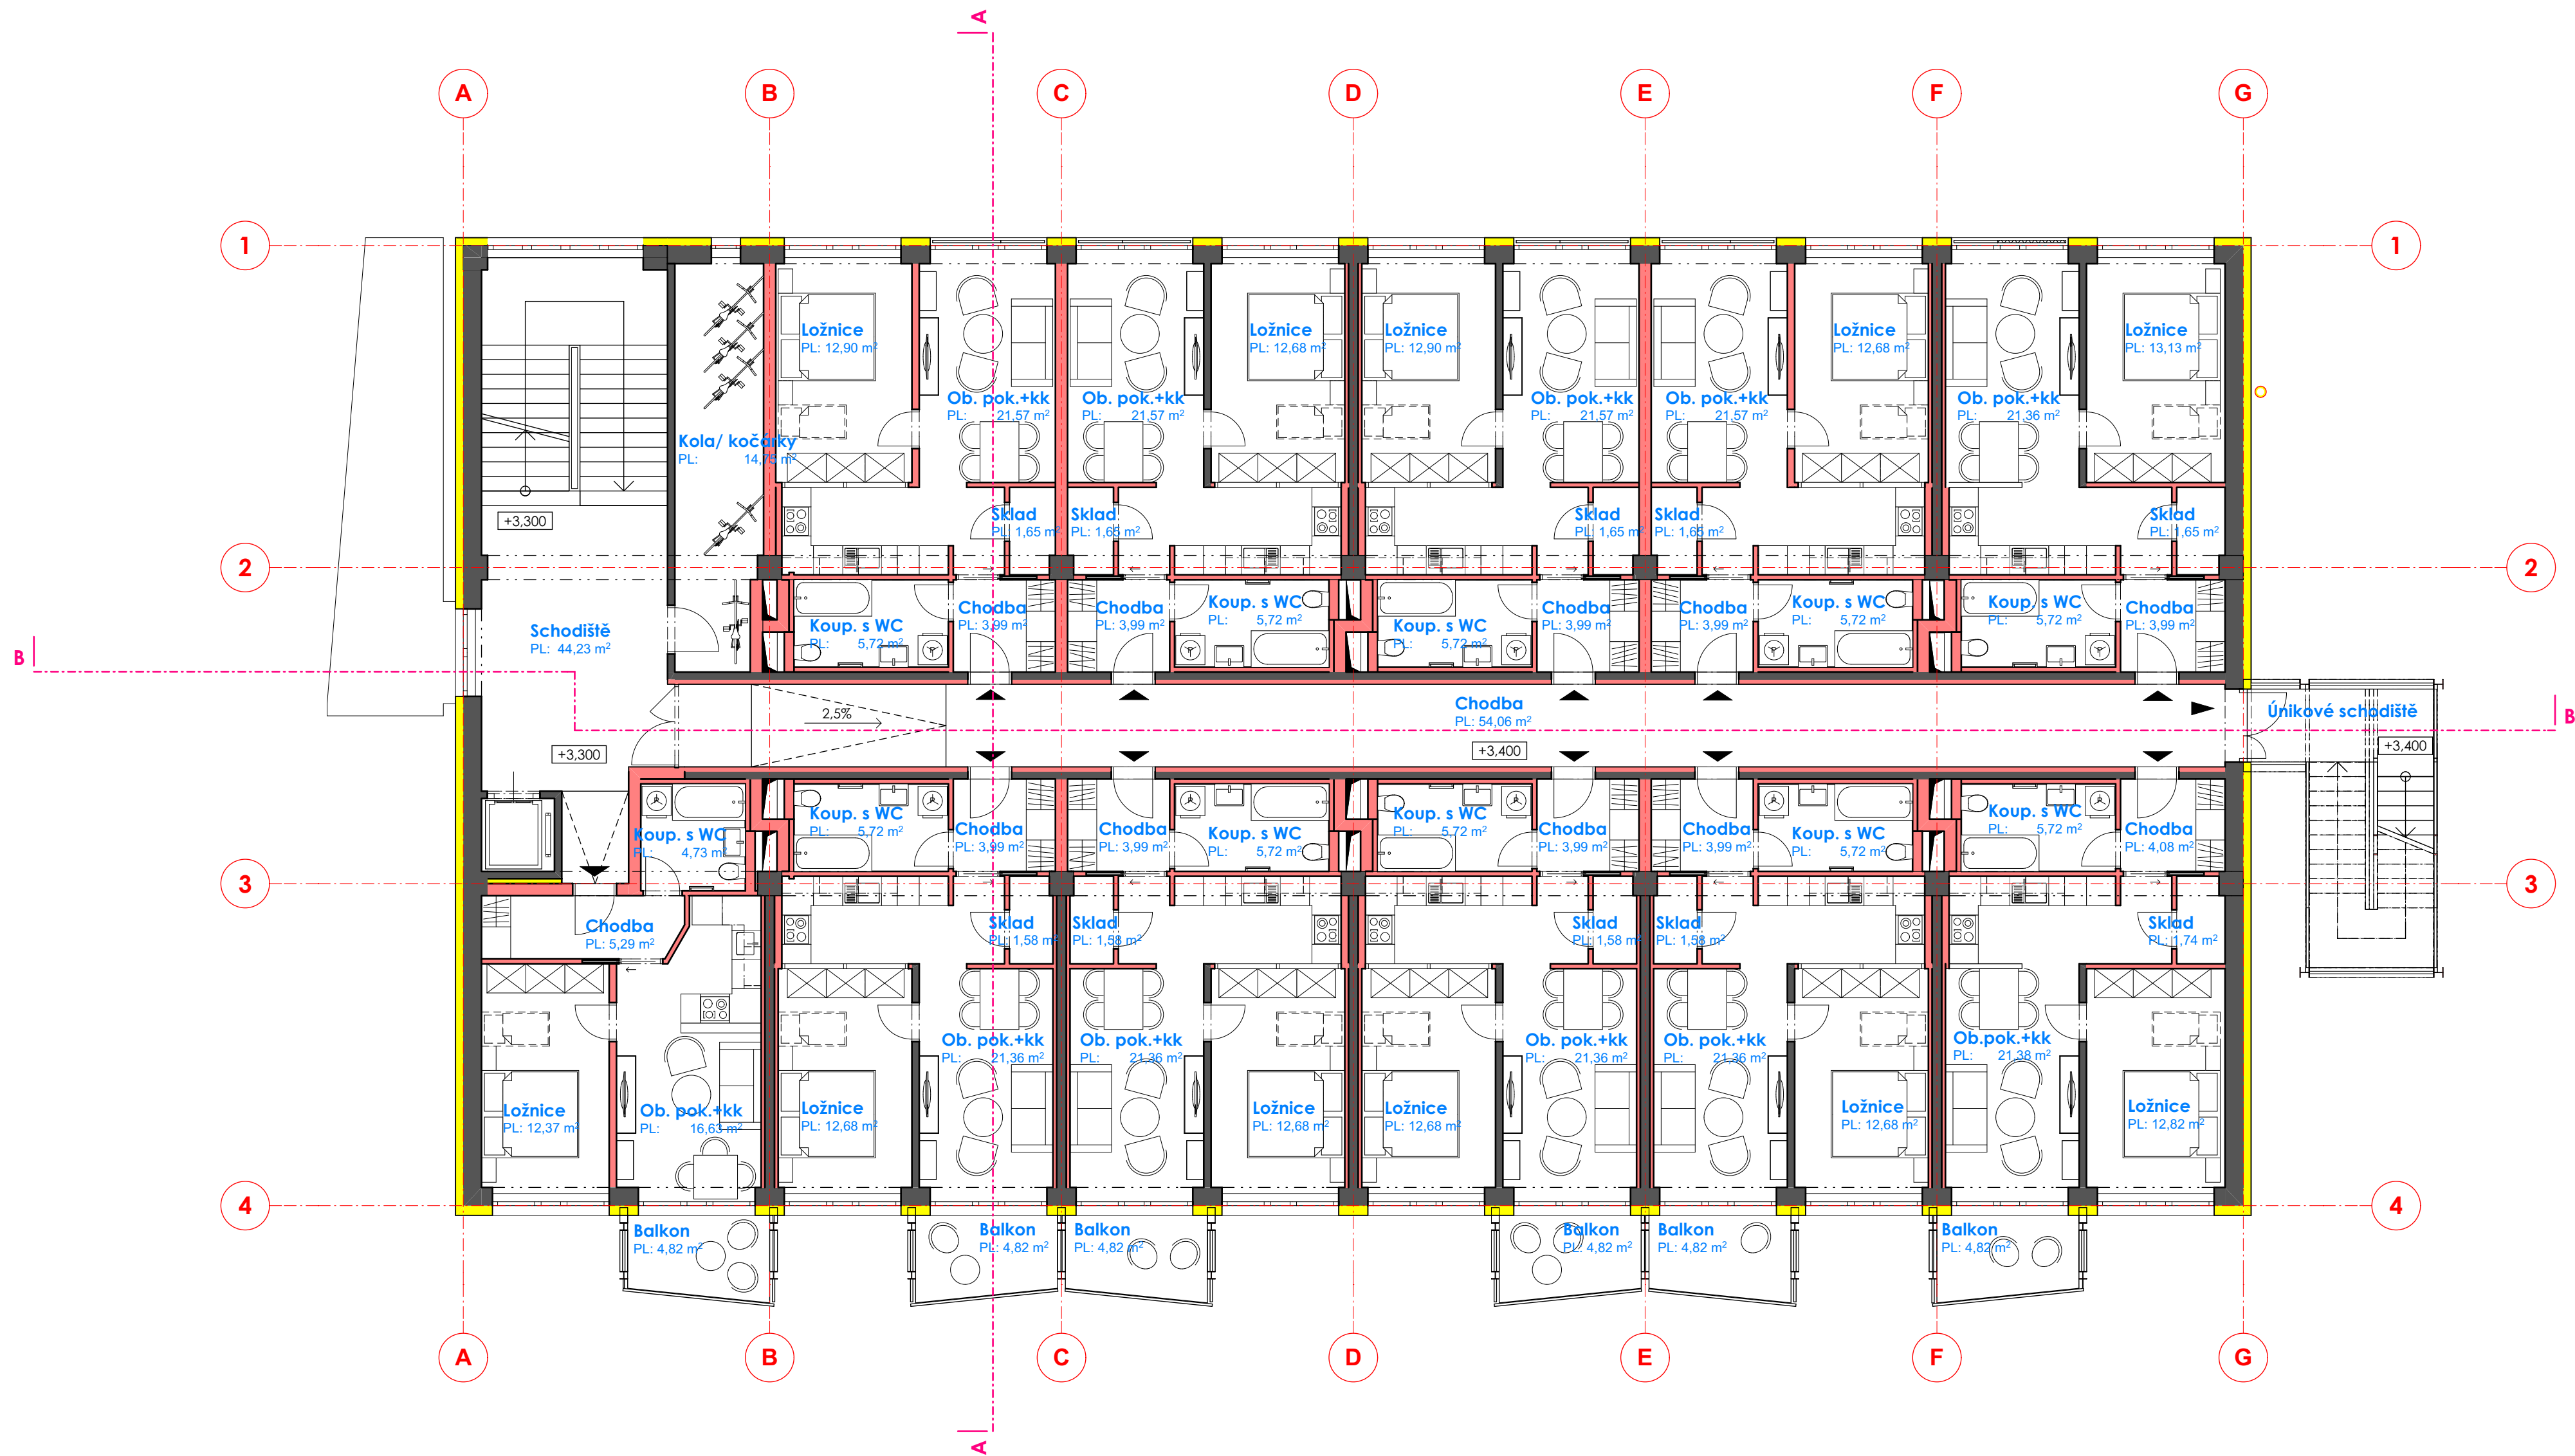 A
A B C D E F G
1 1
Ložnice
PL: 12,90 m²
Ložnice
PL: 12,68 m²
Ložnice
PL: 12,90 m²
Ložnice
PL: 12,68 m²
Ložnice
PL: 13,13 m²
Ob. pok.+kk
PL: 21,57 m²
Ob. pok.+kk
PL: 21,57 m²
Ob. pok.+kk
PL: 21,57 m²
Ob. pok.+kk
PL: 21,57 m²
Ob. pok.+kk
PL: 21,36 m²
Kola/ kočárky
PL: 14,75 m²
+3,300
Sklad
PL: 1,65 m²
Sklad
PL: 1,65 m²
Sklad
PL: 1,65 m²
Sklad
PL: 1,65 m²
Sklad
PL: 1,65 m²
2 2
Schodiště
PL: 44,23 m²
Koup. s WC
PL: 5,72 m²
Chodba
PL: 3,99 m²
Chodba
PL: 3,99 m²
Koup. s WC
PL: 5,72 m²
Koup. s WC
PL: 5,72 m²
Chodba
PL: 3,99 m²
Chodba
PL: 3,99 m²
Koup. s WC
PL: 5,72 m²
Koup. s WC
PL: 5,72 m²
Chodba
PL: 3,99 m²
B
2,5%
Chodba
PL: 54,06 m²
Únikové schodiště
B
+3,300
+3,400
+3,400
Koup. s WC
PL: 4,73 m²
Koup. s WC
PL: 5,72 m²
Chodba
PL: 3,99 m²
Chodba
PL: 3,99 m²
Koup. s WC
PL: 5,72 m²
Koup. s WC
PL: 5,72 m²
Chodba
PL: 3,99 m²
Chodba
PL: 3,99 m²
Koup. s WC
PL: 5,72 m²
Koup. s WC
PL: 5,72 m²
Chodba
PL: 4,08 m²
3 3
Chodba
PL: 5,29 m²
Sklad
PL: 1,58 m²
Sklad
PL: 1,58 m²
Sklad
PL: 1,58 m²
Sklad
PL: 1,58 m²
Sklad
PL: 1,74 m²
Ob. pok.+kk
PL: 21,36 m²
Ob. pok.+kk
PL: 21,36 m²
Ob. pok.+kk
PL: 21,36 m²
Ob. pok.+kk
PL: 21,36 m²
Ob.pok.+kk
PL: 21,38 m²
Ložnice
PL: 12,37 m²
Ob. pok.+kk
PL: 16,63 m²
Ložnice
PL: 12,68 m²
Ložnice
PL: 12,68 m²
Ložnice
PL: 12,68 m²
Ložnice
PL: 12,68 m²
Ložnice
PL: 12,82 m²
4 4
Balkon
PL: 4,82 m²
Balkon
PL: 4,82 m²
Balkon
PL: 4,82 m²
Balkon
PL: 4,82 m²
Balkon
PL: 4,82 m²
Balkon
PL: 4,82 m²
A B C D E F G
A